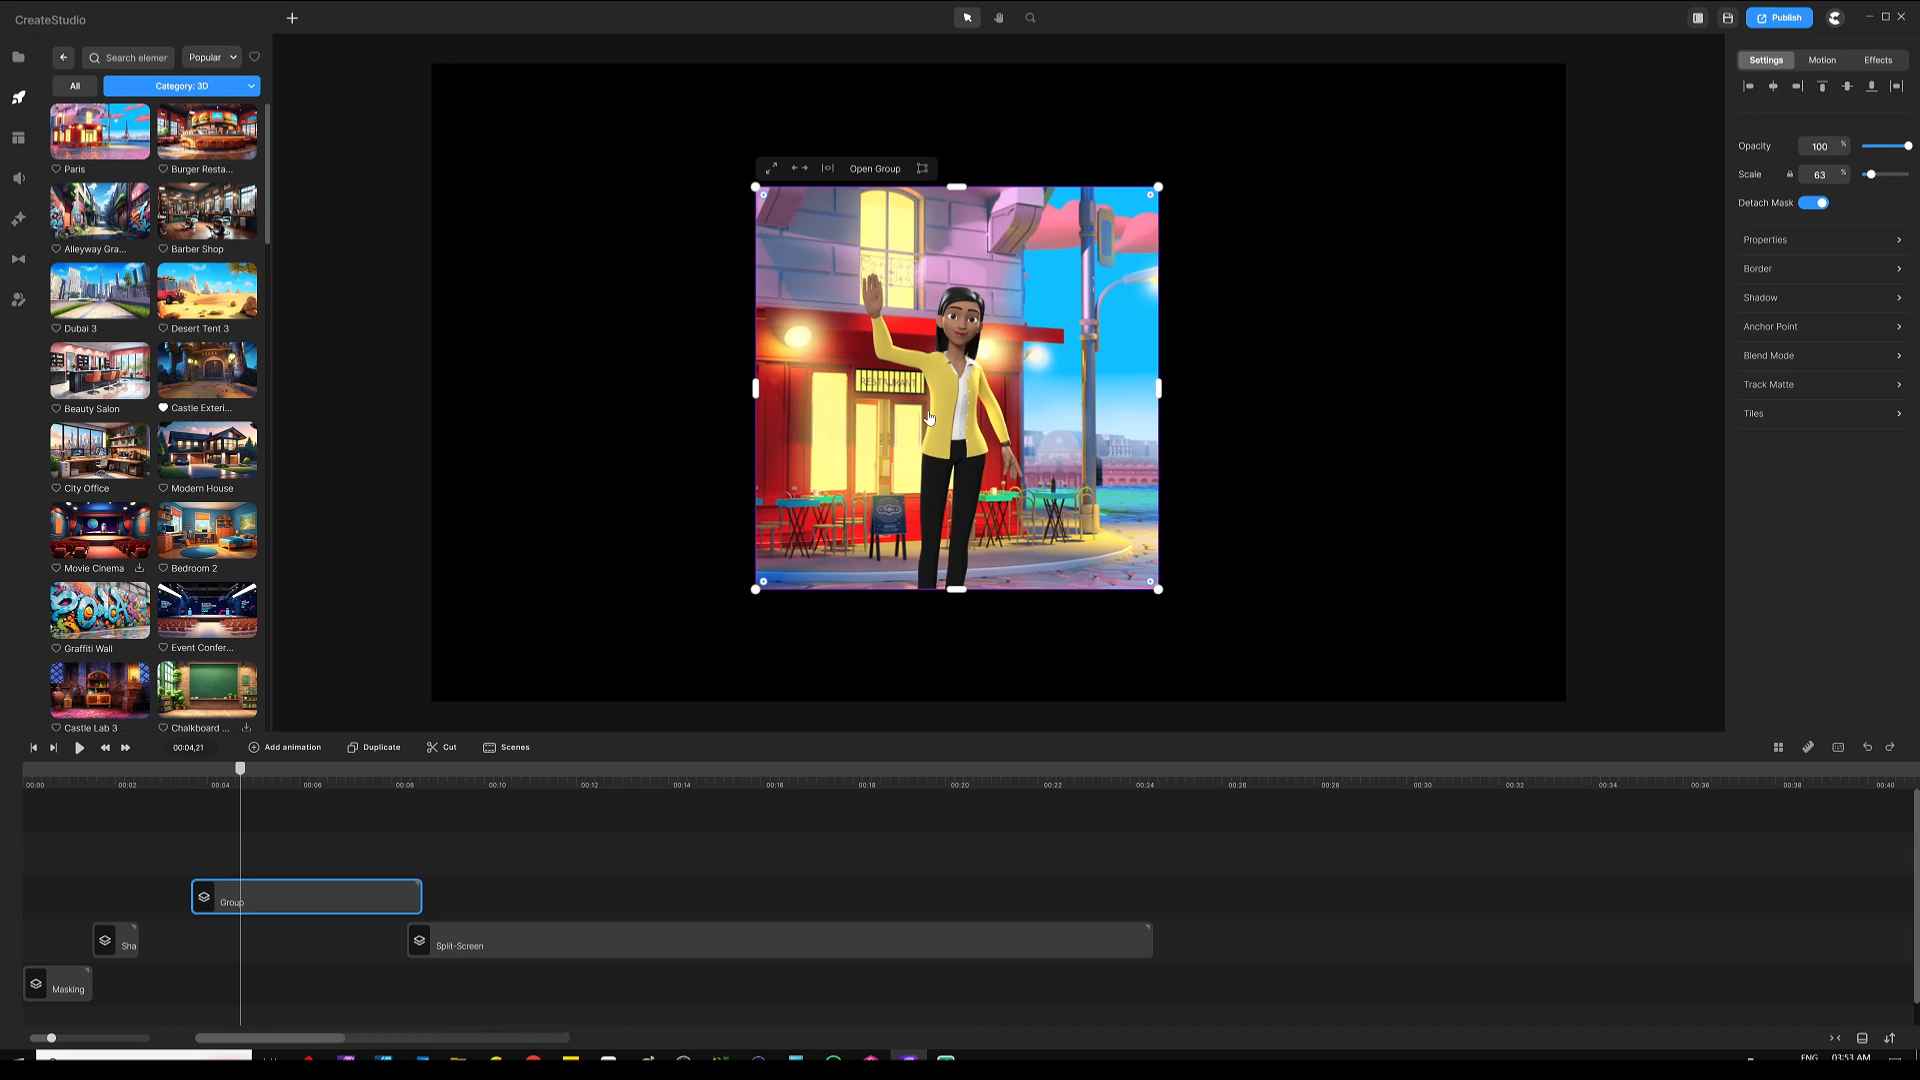 CreateStudio
Publish
Search elemer
Popular
All
Category: 3D
Paris
Burger Resta...
Alleyway Gra...
Barber Shop
Dubai 3
Desert Tent 3
Beauty Salon
Castle Exteri...
City Office
Modern House
Movie Cinema
Bedroom 2
Graffiti Wall
Event Confer...
Castle Lab 3
Chalkboard ...
Open Group
RESTAURANT
Settings
Motion
Effects
Opacity
100
%
Scale
63
%
Detach Mask
Properties
Border
Shadow
Anchor Point
Blend Mode
Track Matte
Tiles
00:04,21
Add animation
Duplicate
Cut
Scenes
00:00
00:02
00:04
00:06
00:08
00:10
00:12
00:14
00:16
00:18
00:20
00:22
00:24
00:26
00:28
00:30
00:32
00:34
00:36
00:38
00:40
Group
Sha
Split-Screen
Masking
ENG
03:53 AM